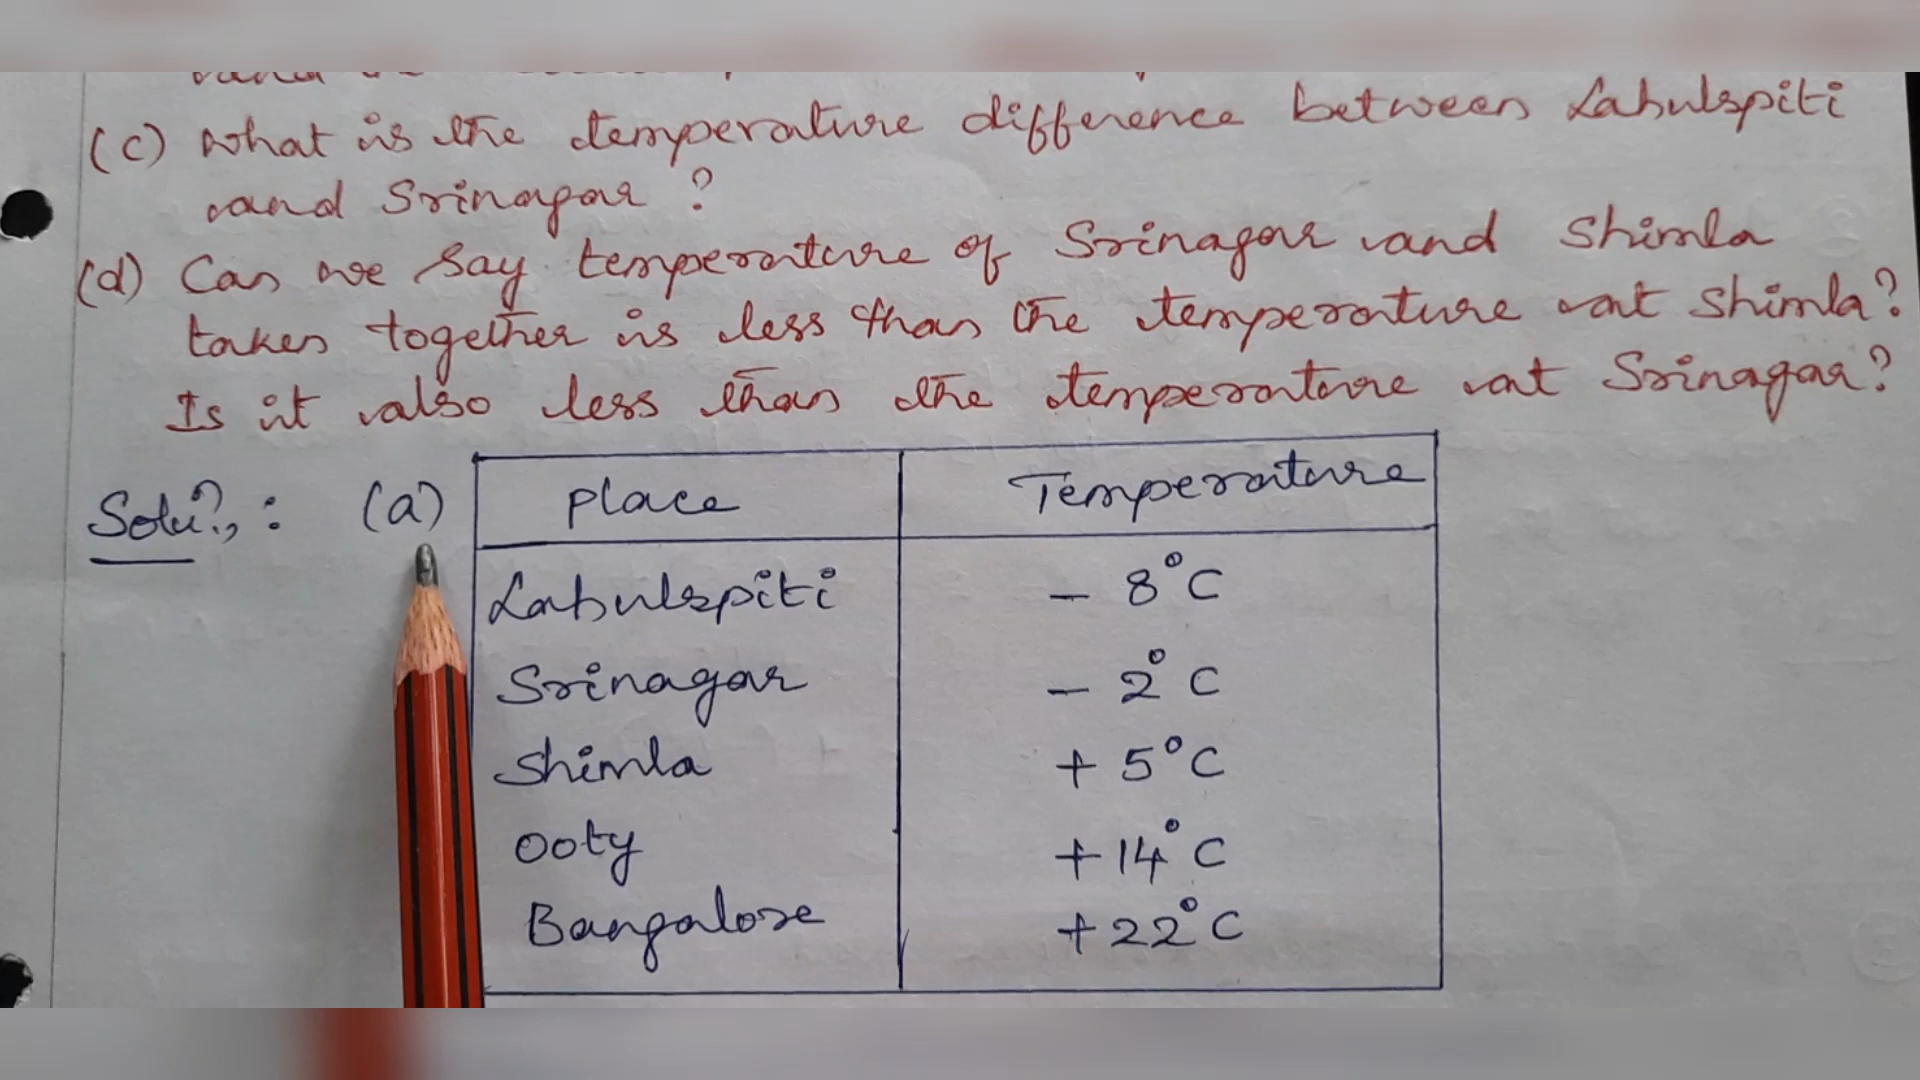 (c) What is the temperature difference between Lahulspiti
and Srinagar ?
(d) Can we say temperature of Srinagar and Shimla
taken together is less than the temperature at Shimla?
Is it also less than the temperature at Srinagar?
Solu?, : (a)
Place Temperature
Lahulspiti - 8°C
Srinagar - 2°C
Shimla + 5°C
Ooty +14°C
Bangalore +22°C